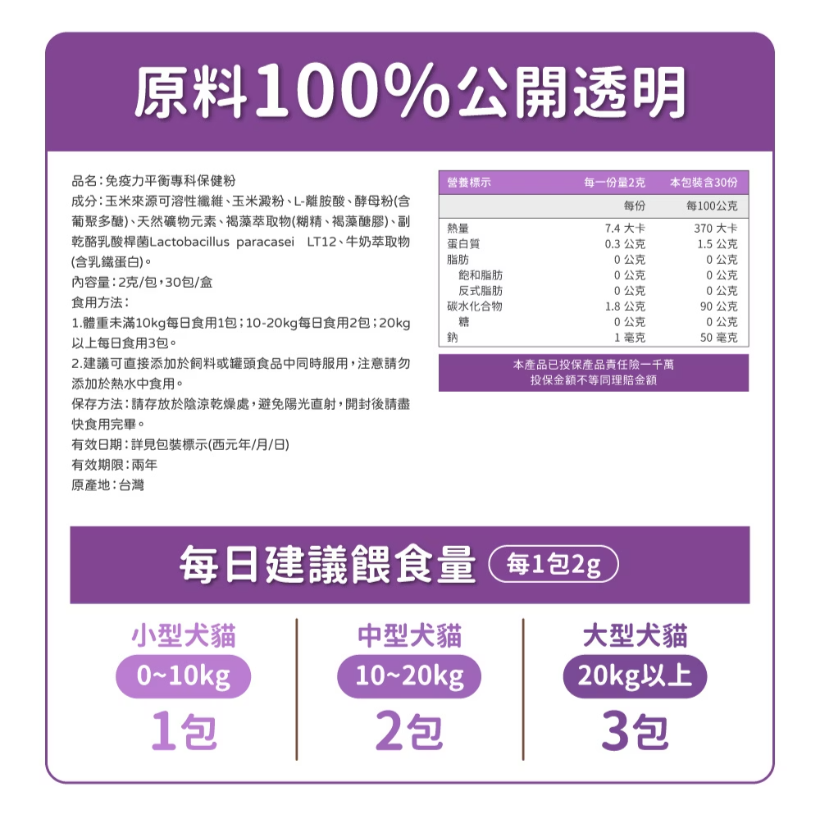 原料100%公開透明
品名：免疫力平衡專科保健粉
成分：玉米來源可溶性纖維、玉米澱粉、L-離胺酸、酵母粉(含
葡聚多醣)、天然礦物元素、褐藻萃取物(糊精、褐藻醣膠)、副
乾酪乳酸桿菌Lactobacillus paracasei LT12、牛奶萃取物
(含乳鐵蛋白)。
內容量：2克/包，30包/盒
食用方法：
1.體重未滿10kg每日食用1包；10-20kg每日食用2包；20kg
以上每日食用3包。
2.建議可直接添加於飼料或罐頭食品中同時服用，注意請勿
添加於熱水中食用。
保存方法：請存放於陰涼乾燥處，避免陽光直射，開封後請盡
快食用完畢。
有效日期：詳見包裝標示(西元年/月/日)
有效期限：兩年
原產地：台灣
營養標示 每一份量2克 本包裝含30份
每份 每100公克
熱量 7.4 大卡 370 大卡
蛋白質 0.3 公克 1.5 公克
脂肪 0 公克 0 公克
飽和脂肪 0 公克 0 公克
反式脂肪 0 公克 0 公克
碳水化合物 1.8 公克 90 公克
糖 0 公克 0 公克
鈉 1 毫克 50 毫克
本產品已投保產品責任險一千萬
投保金額不等同理賠金額
每日建議餵食量 每1包2g
小型犬貓 中型犬貓 大型犬貓
0~10kg 10~20kg 20kg以上
1包 2包 3包